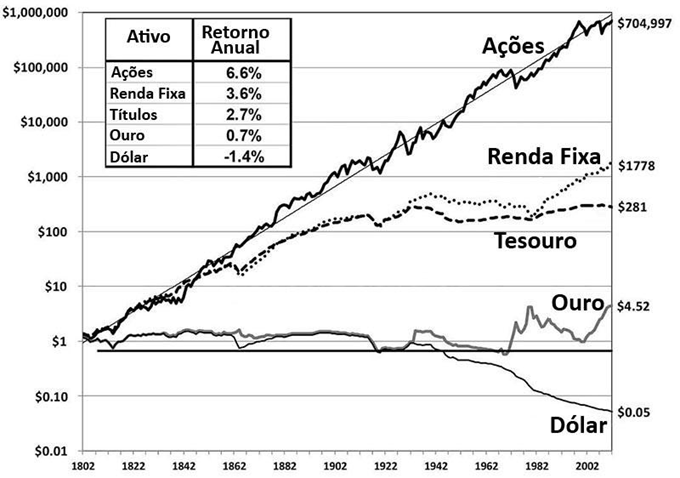 $1,000,000
$100,000
$10,000
$1,000
$100
$10
$1
$0.10
$0.01
Ativo Retorno Anual
Ações 6.6%
Renda Fixa 3.6%
Títulos 2.7%
Ouro 0.7%
Dólar -1.4%
Ações
$704,997
Renda Fixa
$1778
$281
Tesouro
Ouro
$4.52
Dólar
$0.05
1802 1822 1842 1862 1882 1902 1922 1942 1962 1982 2002